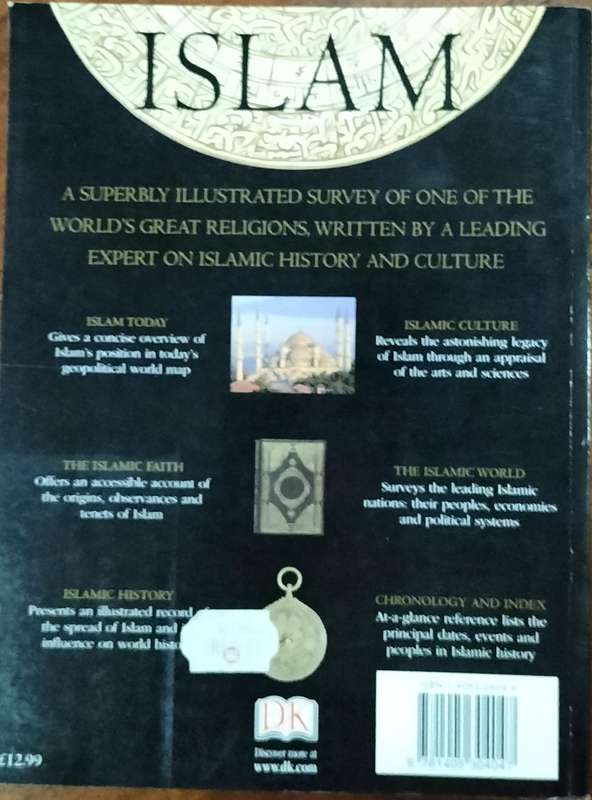 ISLAM
A SUPERBLY ILLUSTRATED SURVEY OF ONE OF THE
WORLD'S GREAT RELIGIONS, WRITTEN BY A LEADING
EXPERT ON ISLAMIC HISTORY AND CULTURE
ISLAM TODAY
Gives a concise overview of
Islam's position in today's
geopolitical world map
ISLAMIC CULTURE
Reveals the astonishing legacy
of Islam through an appraisal
of the arts and sciences
THE ISLAMIC FAITH
Offers an accessible account of
the origins, observances and
tenets of Islam
THE ISLAMIC WORLD
Surveys the leading Islamic
nations: their peoples, economies
and political systems
ISLAMIC HISTORY
Presents an illustrated record
the spread of Islam and
influence on world
CHRONOLOGY AND INDEX
At-a-glance reference lists the
principal dates, events and
peoples in Islamic history
DK
Discover more at
www.dk.com
£12.99